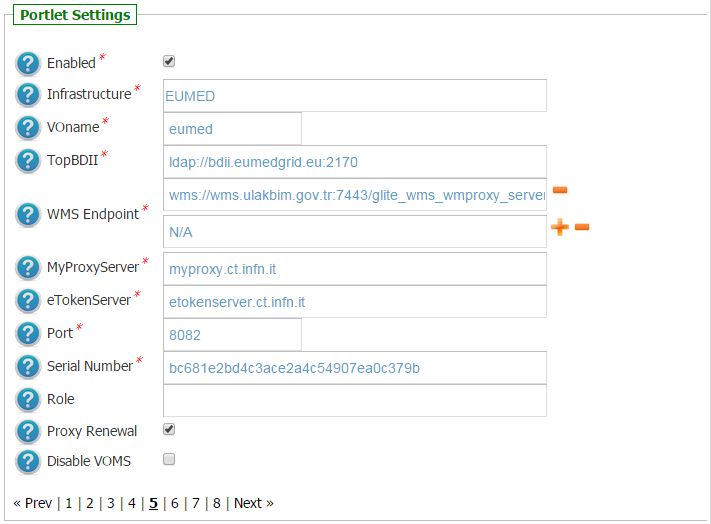 Portlet Settings
? Enabled*
? Infrastructure* EUMED
? VOname* eumed
? TopBDII* ldap://bdii.eumedgrid.eu:2170
wms://wms.ulakbim.gov.tr:7443/glite_wms_wmproxy_server
? WMS Endpoint*
N/A
? MyProxyServer* myproxy.ct.infn.it
? eTokenServer* etokenserver.ct.infn.it
? Port* 8082
? Serial Number* bc681e2bd4c3ace2a4c54907ea0c379b
? Role
? Proxy Renewal
? Disable VOMS
« Prev | 1 | 2 | 3 | 4 | 5 | 6 | 7 | 8 | Next »